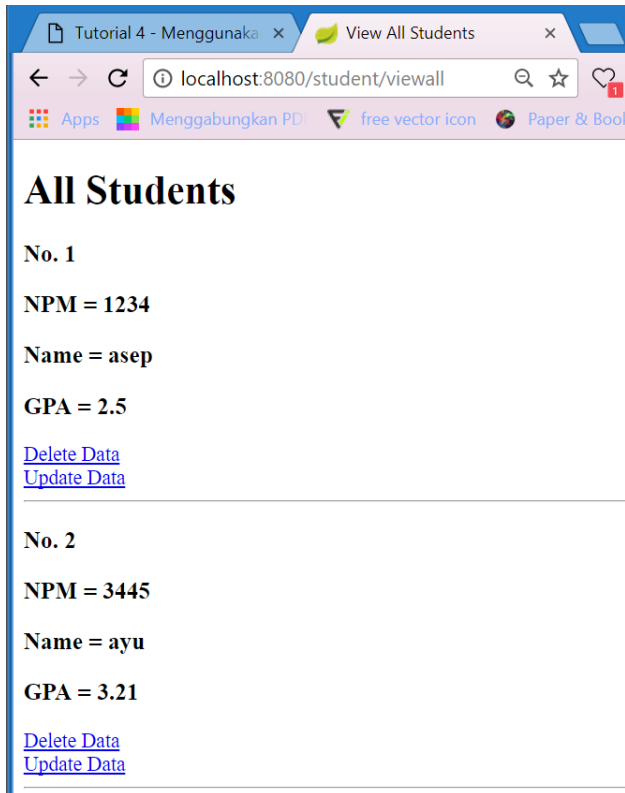 Tutorial 4 - Menggunaka
View All Students
localhost:8080/student/viewall
1
Apps Menggabungkan PD free vector icon Paper & Book
All Students
No. 1
NPM = 1234
Name = asep
GPA = 2.5
Delete Data
Update Data
No. 2
NPM = 3445
Name = ayu
GPA = 3.21
Delete Data
Update Data